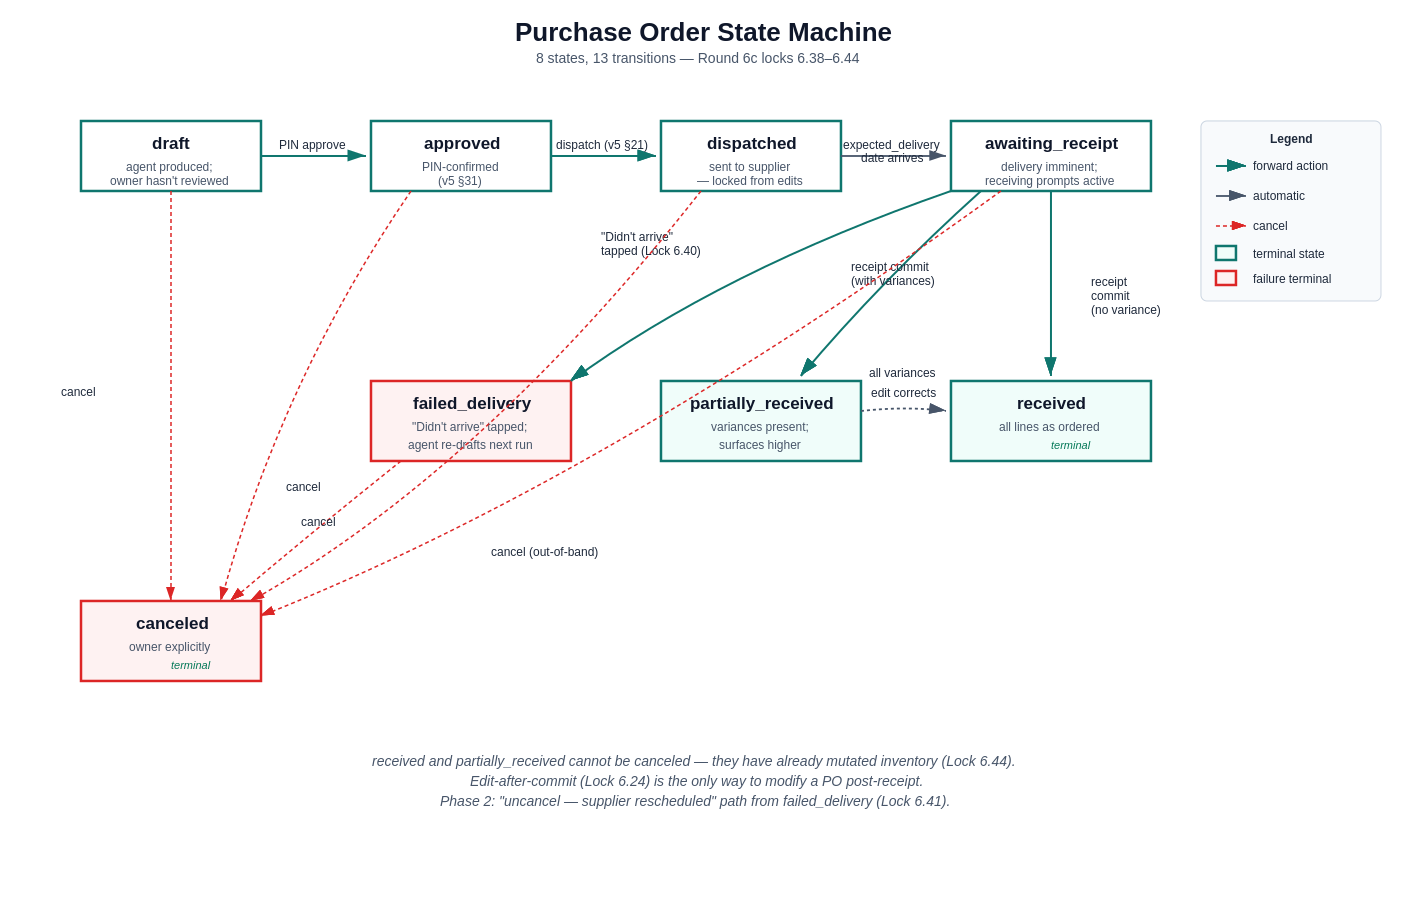 Purchase Order State Machine
8 states, 13 transitions — Round 6c locks 6.38–6.44
draft
agent produced;
owner hasn't reviewed
PIN approve
approved
PIN-confirmed
(v5 §31)
dispatch (v5 §21)
dispatched
sent to supplier
— locked from edits
expected_delivery
date arrives
awaiting_receipt
delivery imminent;
receiving prompts active
Legend
forward action
automatic
cancel
terminal state
failure terminal
"Didn't arrive"
tapped (Lock 6.40)
receipt commit
(with variances)
receipt
commit
(no variance)
cancel
failed_delivery
"Didn't arrive" tapped;
agent re-drafts next run
partially_received
variances present;
surfaces higher
all variances
edit corrects
received
all lines as ordered
terminal
cancel
cancel
cancel (out-of-band)
canceled
owner explicitly
terminal
received and partially_received cannot be canceled — they have already mutated inventory (Lock 6.44).
Edit-after-commit (Lock 6.24) is the only way to modify a PO post-receipt.
Phase 2: "uncancel — supplier rescheduled" path from failed_delivery (Lock 6.41).